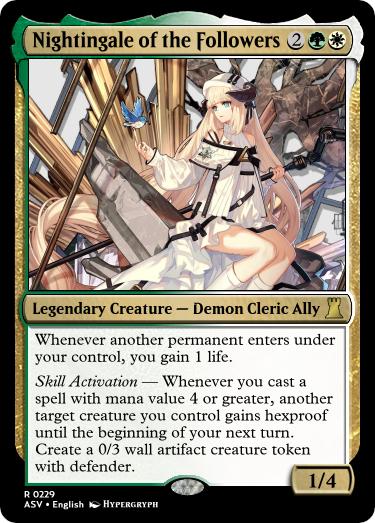 Nightingale of the Followers 2
Legendary Creature — Demon Cleric Ally
Whenever another permanent enters under
your control, you gain 1 life.
Skill Activation — Whenever you cast a
spell with mana value 4 or greater, another
target creature you control gains hexproof
until the beginning of your next turn.
Create a 0/3 wall artifact creature token
with defender.
1/4
R 0229
ASV • English HYPERGRYPH